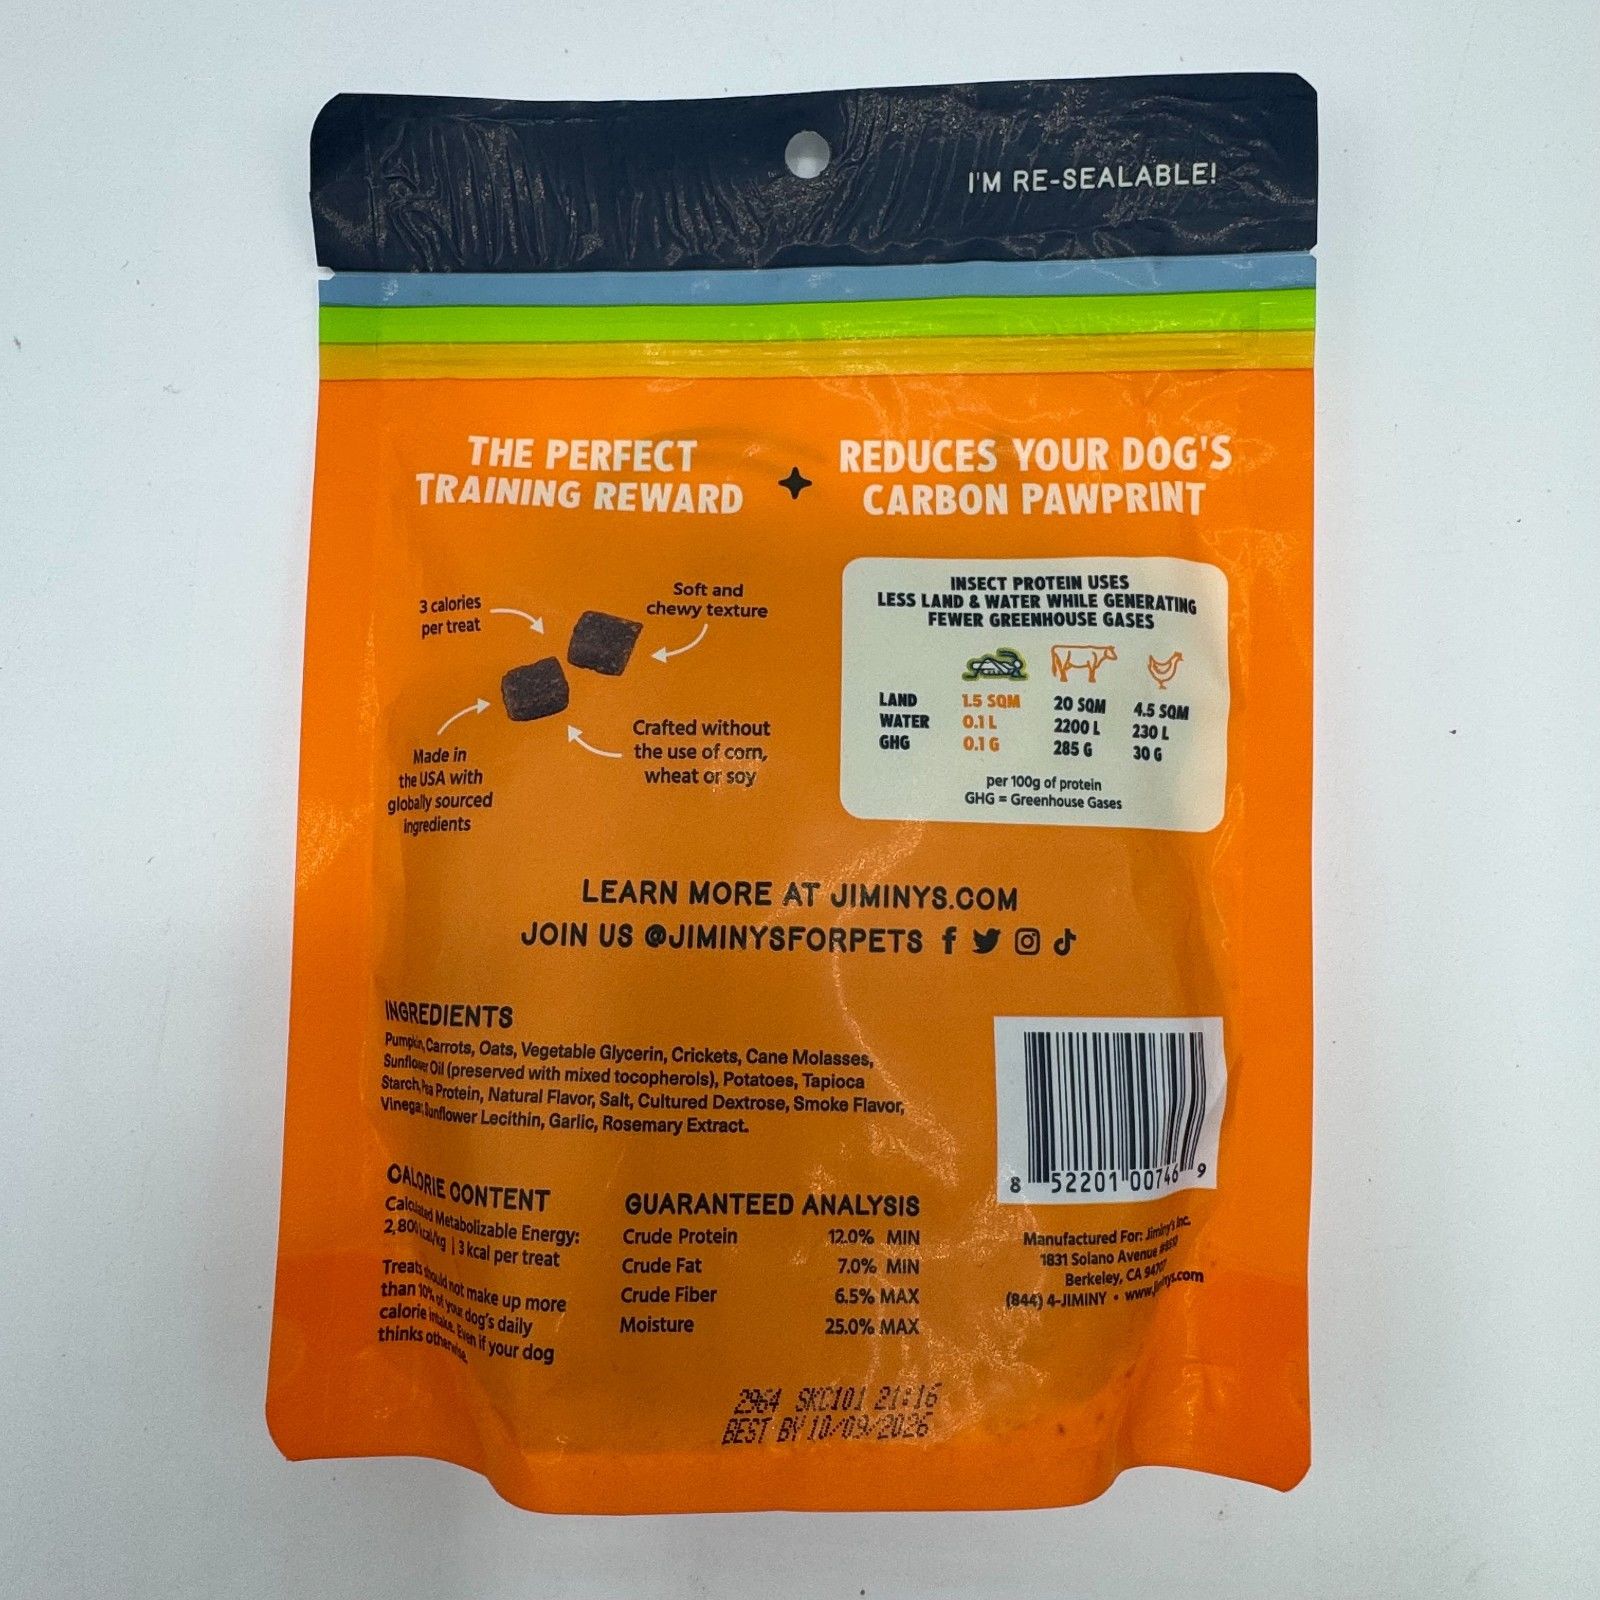 I'M RE-SEALABLE!
THE PERFECT
TRAINING REWARD
REDUCES YOUR DOG'S
CARBON PAWPRINT
3 calories
per treat
Soft and
chewy texture
Made in
the USA with
globally sourced
ingredients
Crafted without
the use of corn,
wheat or soy
INSECT PROTEIN USES
LESS LAND & WATER WHILE GENERATING
FEWER GREENHOUSE GASES
LAND 1.5 SQM 20 SQM 4.5 SQM
WATER 0.1 L 2200 L 230 L
GHG 0.1 G 285 G 30 G
per 100g of protein
GHG = Greenhouse Gases
LEARN MORE AT JIMINYS.COM
JOIN US @JIMINYSFORPETS
INGREDIENTS
Pumpkin, Carrots, Oats, Vegetable Glycerin, Crickets, Cane Molasses,
Sunflower Oil (preserved with mixed tocopherols), Potatoes, Tapioca
Starch, Pea Protein, Natural Flavor, Salt, Cultured Dextrose, Smoke Flavor,
Vinegar, Sunflower Lecithin, Garlic, Rosemary Extract.
CALORIE CONTENT
Calculated Metabolizable Energy:
kcal/kg | 3 kcal per treat
Treats should not make up more
than 10% of your dog's daily
calorie intake. Even if your dog
thinks otherwise.
GUARANTEED ANALYSIS
Crude Protein 12.0% MIN
Crude Fat 7.0% MIN
Crude Fiber 6.5% MAX
Moisture 25.0% MAX
8 52201 00746 9
Manufactured For: Jiminy's Inc.
1831 Solano Avenue
Berkeley, CA
(844) 4-JIMINY • www.jiminys.com
2964 SKC101 21:16
BEST BY 10/09/2026